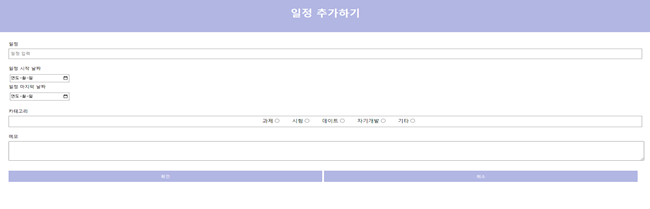 일정 추가하기
일정
일정 입력
일정 시작 날짜
연도-월-일
일정 마지막 날짜
연도-월-일
카테고리
과제 시험 데이트 자기개발 기타
메모
확인 취소